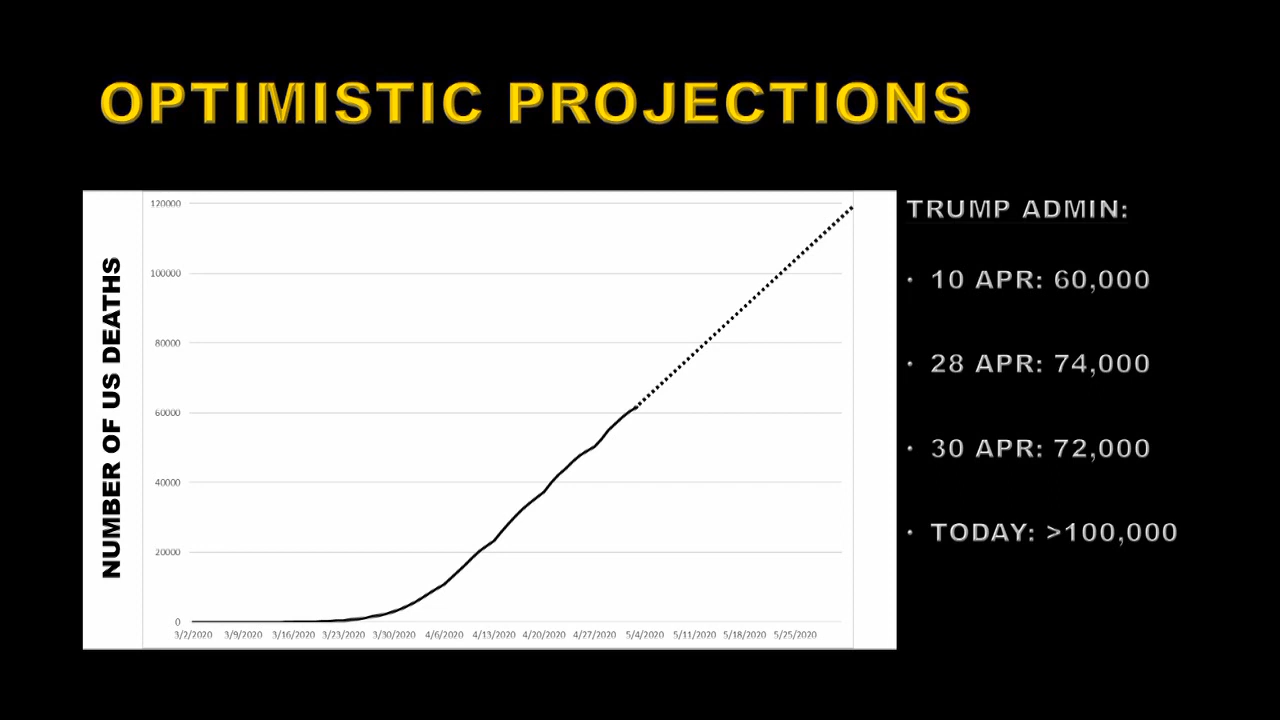 OPTIMISTIC PROJECTIONS
NUMBER OF US DEATHS
120000
100000
80000
60000
40000
20000
0
3/2/2020 3/9/2020 3/16/2020 3/23/2020 3/30/2020 4/6/2020 4/13/2020 4/20/2020 4/27/2020 5/4/2020 5/11/2020 5/18/2020 5/25/2020
TRUMP ADMIN:
• 10 APR: 60,000
• 28 APR: 74,000
• 30 APR: 72,000
• TODAY: >100,000